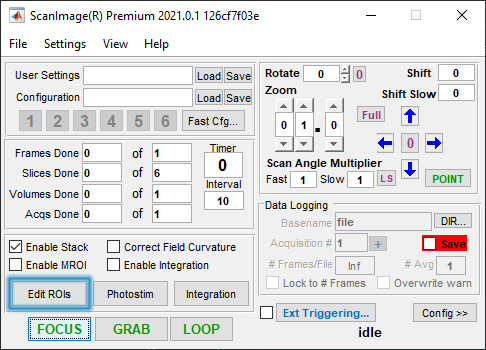 ScanImage(R) Premium 2021.0.1 126cf7f03e
File Settings View Help
User Settings Load Save
Configuration Load Save
1 2 3 4 5 6 Fast Cfg...
Frames Done 0 of 1
Slices Done 0 of 6
Volumes Done 0 of 1
Acqs Done 0 of 1
Timer
0
Interval
10
Enable Stack Correct Field Curvature
Enable MROI Enable Integration
Edit ROIs Photostim Integration
FOCUS GRAB LOOP
Rotate 0 0 Shift 0
Zoom Shift Slow 0
0 1 . 0 Full 0
Scan Angle Multiplier
Fast 1 Slow 1 LS POINT
Data Logging
Basename file DIR...
Acquisition # 1 + Save
# Frames/File Inf # Avg 1
Lock to # Frames Overwrite warn
Ext Triggering... Config >>
idle